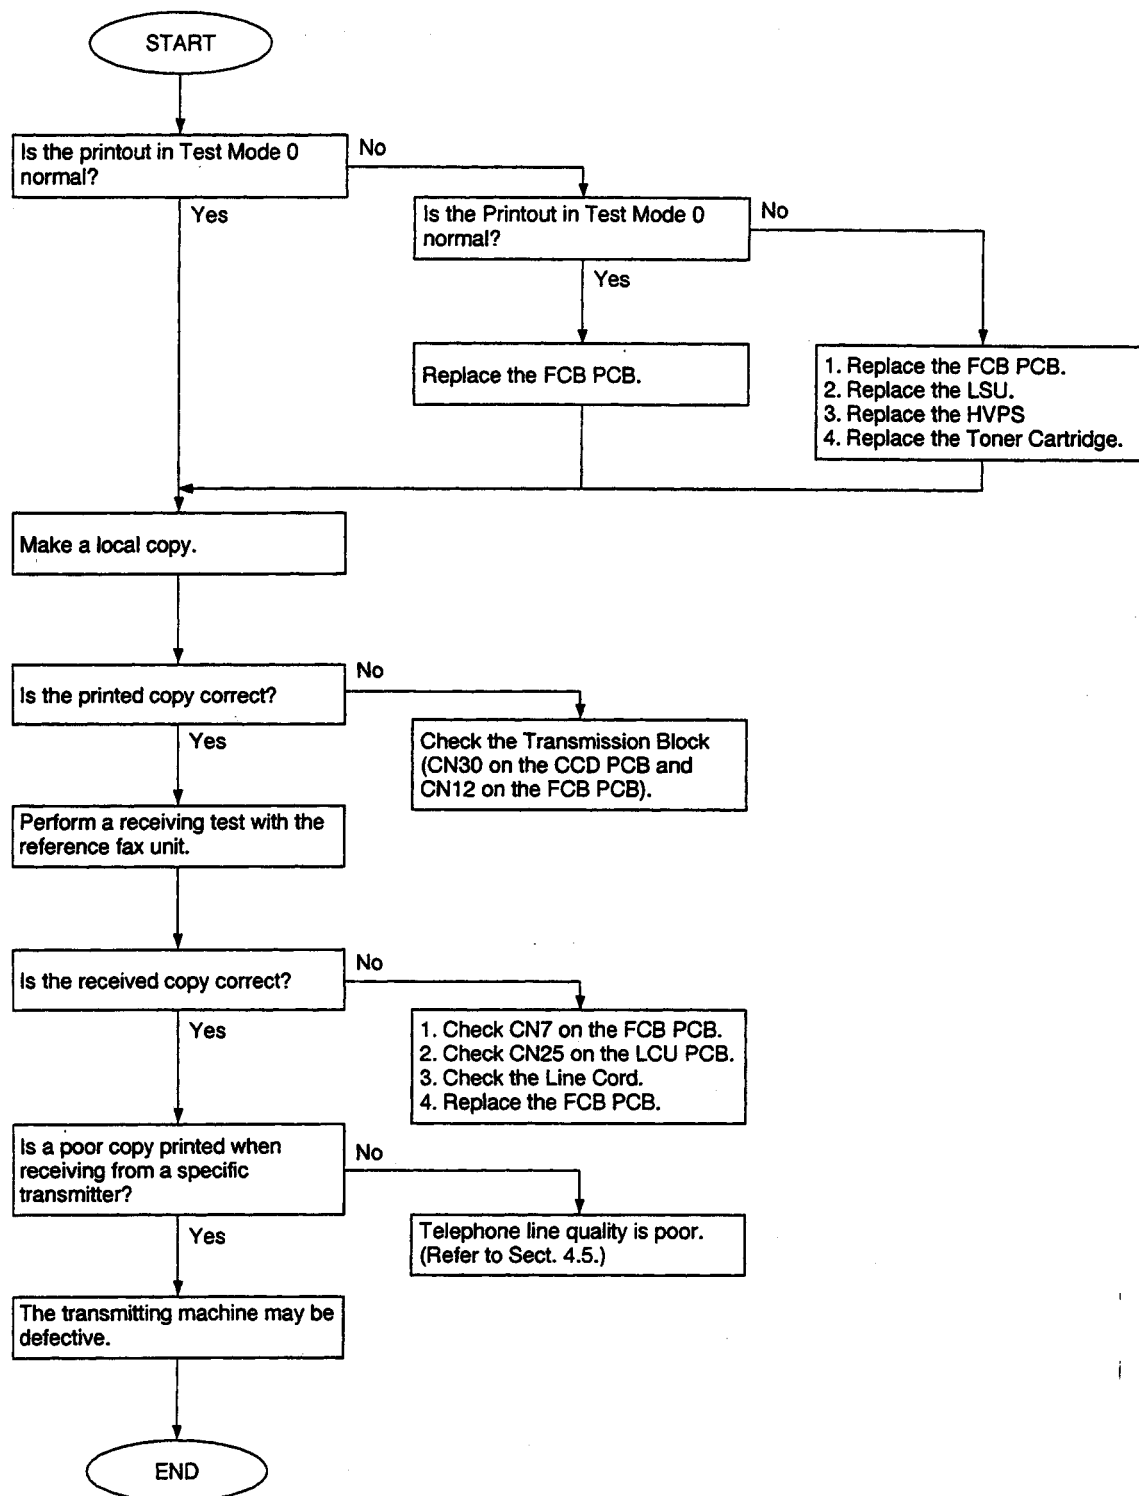 START
Is the printout in Test Mode 0
normal?
No
Yes
Is the Printout in Test Mode 0
normal?
No
Yes
Replace the FCB PCB.
1. Replace the FCB PCB.
2. Replace the LSU.
3. Replace the HVPS
4. Replace the Toner Cartridge.
Make a local copy.
Is the printed copy correct?
No
Yes
Check the Transmission Block
(CN30 on the CCD PCB and
CN12 on the FCB PCB).
Perform a receiving test with the
reference fax unit.
Is the received copy correct?
No
Yes
1. Check CN7 on the FCB PCB.
2. Check CN25 on the LCU PCB.
3. Check the Line Cord.
4. Replace the FCB PCB.
Is a poor copy printed when
receiving from a specific
transmitter?
No
Yes
Telephone line quality is poor.
(Refer to Sect. 4.5.)
The transmitting machine may be
defective.
END